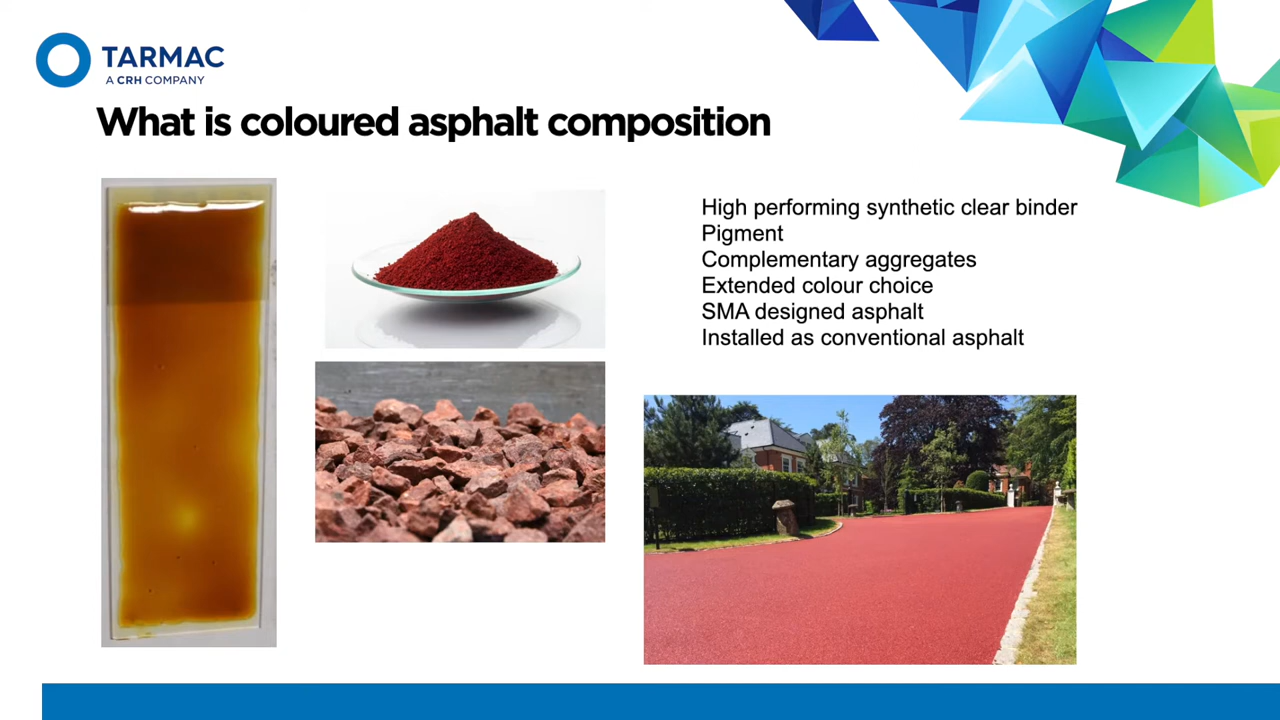 TARMAC
A CRH COMPANY
What is coloured asphalt composition
High performing synthetic clear binder
Pigment
Complementary aggregates
Extended colour choice
SMA designed asphalt
Installed as conventional asphalt